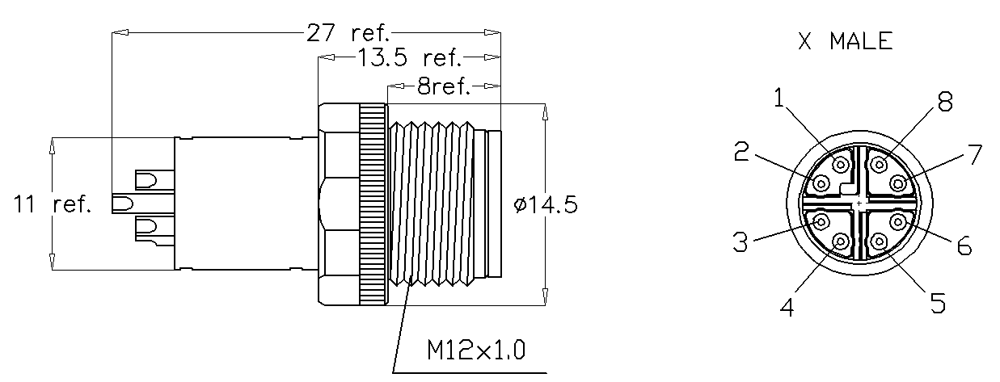 27 ref.
X MALE
13.5 ref.
8ref.
1
8
2
7
11 ref.
ø14.5
3
6
4
5
M12x1.0